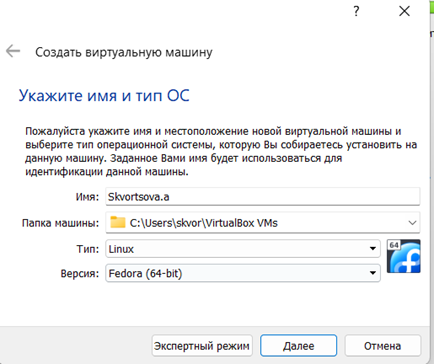 ?
Создать виртуальную машину
Укажите имя и тип ОС
Пожалуйста укажите имя и местоположение новой виртуальной машины и
выберите тип операционной системы, которую Вы собираетесь установить на
данную машину. Заданное Вами имя будет использоваться для
идентификации данной машины.
Имя: Skvortsova.a
Папка машины: C:\Users\skvor\VirtualBox VMs
Тип: Linux
64
Версия: Fedora (64-bit)
Экспертный режим Далее Отмена